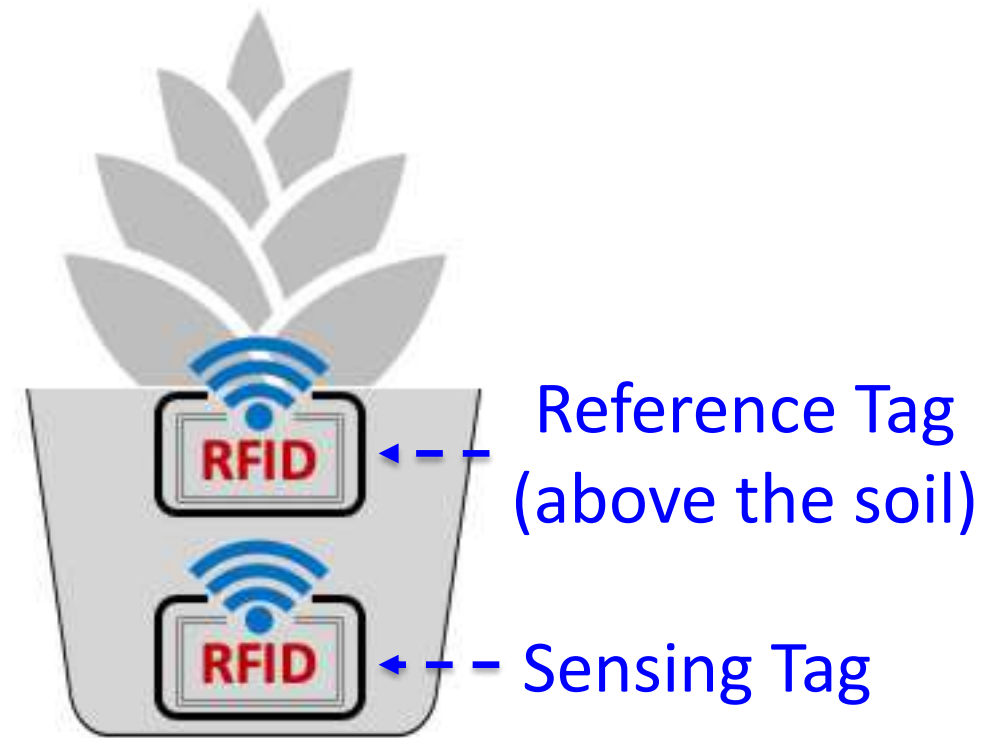 RFID
Reference Tag
(above the soil)
RFID
Sensing Tag